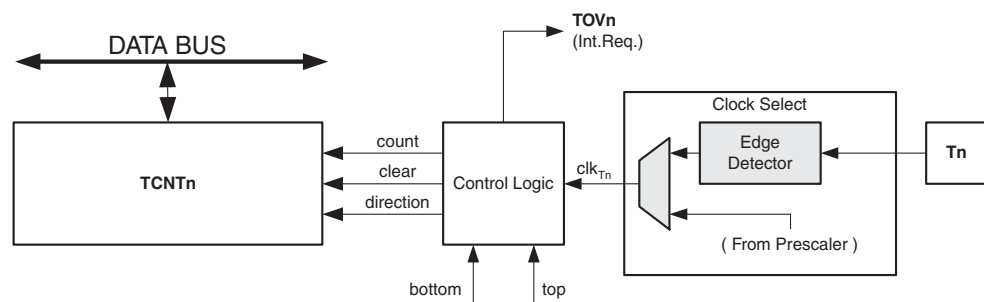 TOVn
(Int.Req.)
DATA BUS
Clock Select
count
Edge
Detector
Tn
TCNTn
clear
Control Logic
clkTn
direction
( From Prescaler )
bottom
top